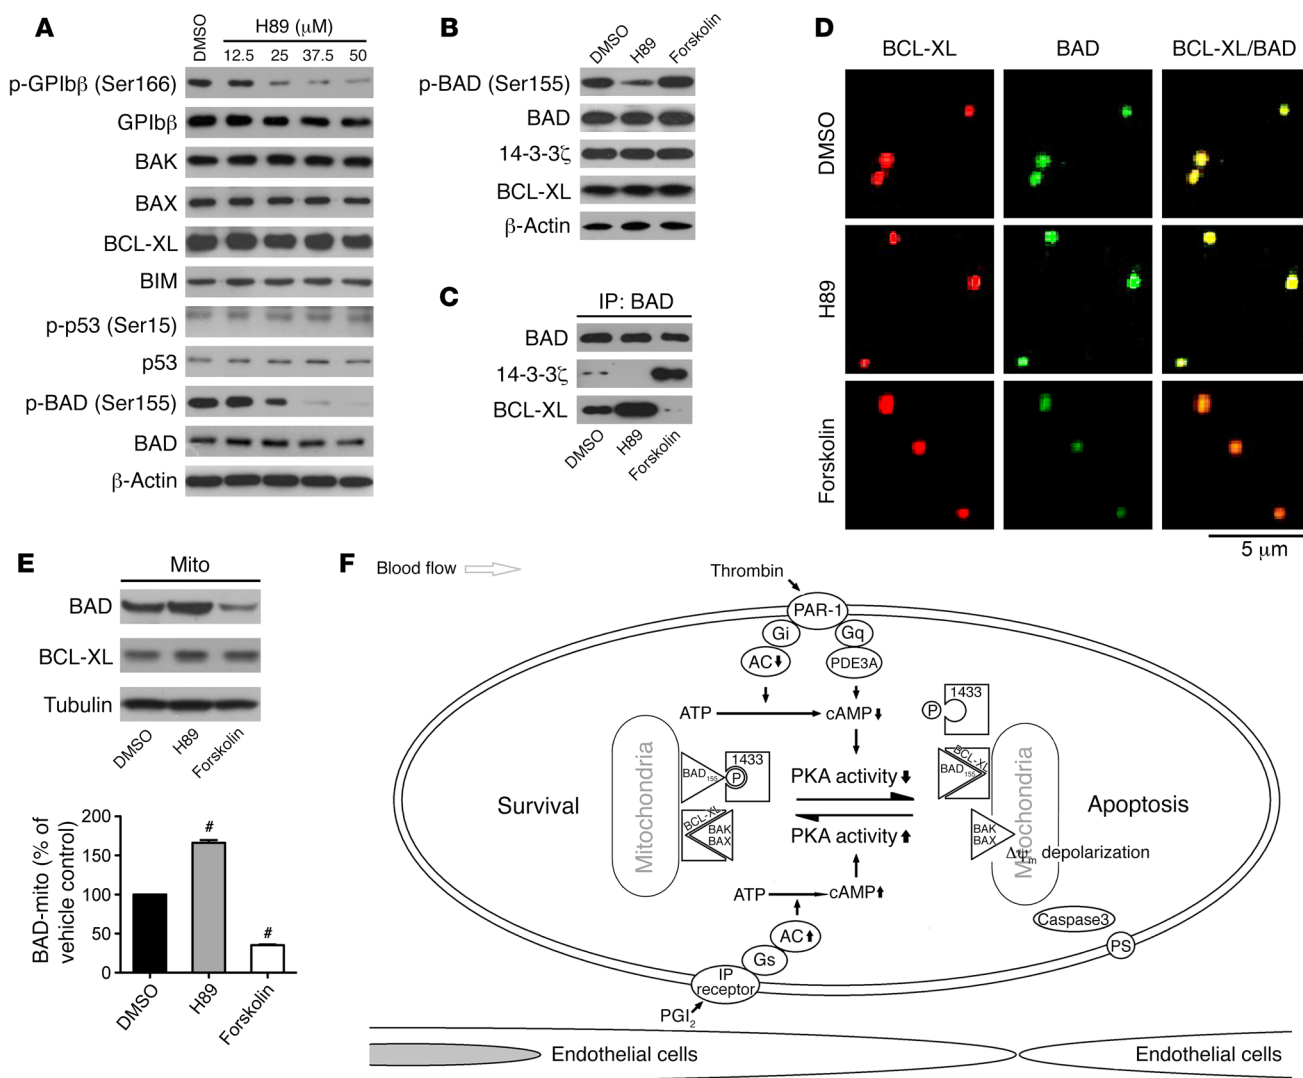 A
DMSO
H89 (μM)
12.5 25 37.5 50
p-GPIbβ (Ser166)
GPIbβ
BAK
BAX
BCL-XL
BIM
p-p53 (Ser15)
p53
p-BAD (Ser155)
BAD
β-Actin
B
DMSO H89 Forskolin
p-BAD (Ser155)
BAD
14-3-3ζ
BCL-XL
β-Actin
C
IP: BAD
BAD
14-3-3ζ
BCL-XL
DMSO H89 Forskolin
D
BCL-XL BAD BCL-XL/BAD
DMSO
H89
Forskolin
5 μm
E
Mito
BAD
BCL-XL
Tubulin
DMSO H89 Forskolin
BAD-mito (% of
vehicle control)
200
150
100
50
0
#
#
DMSO H89 Forskolin
F
Blood flow
Thrombin
PAR-1
Gi Gq
AC PDE3A
ATP cAMP
Mitochondria
BAD155
1433
P
BCL-XL
BAK
BAX
Survival
PKA activity
PKA activity
P
1433
BCL-XL
BAD155
BAK
BAX
Mitochondria
Apoptosis
ΔΨm depolarization
ATP cAMP
AC
Gs
IP
receptor
PGI2
Caspase3
PS
Endothelial cells
Endothelial cells